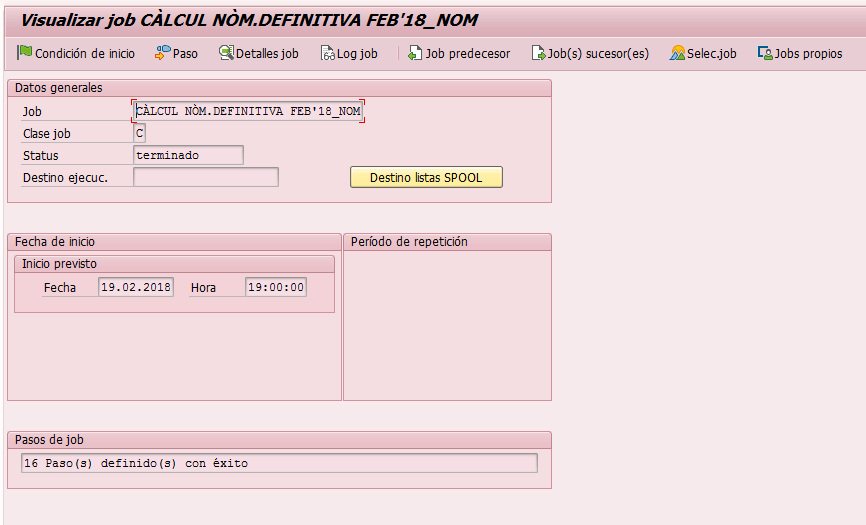 Visualizar job CÀLCUL NÒM.DEFINITIVA FEB'18_NOM
Condición de inicio Paso Detalles job Log job Job predecesor Job(s) sucesor(es) Selec.job Jobs propios
Datos generales
Job CÀLCUL NÒM.DEFINITIVA FEB'18_NOM
Clase job C
Status terminado
Destino ejecuc. Destino listas SPOOL
Fecha de inicio Período de repetición
Inicio previsto
Fecha 19.02.2018 Hora 19:00:00
Pasos de job
16 Paso(s) definido(s) con éxito